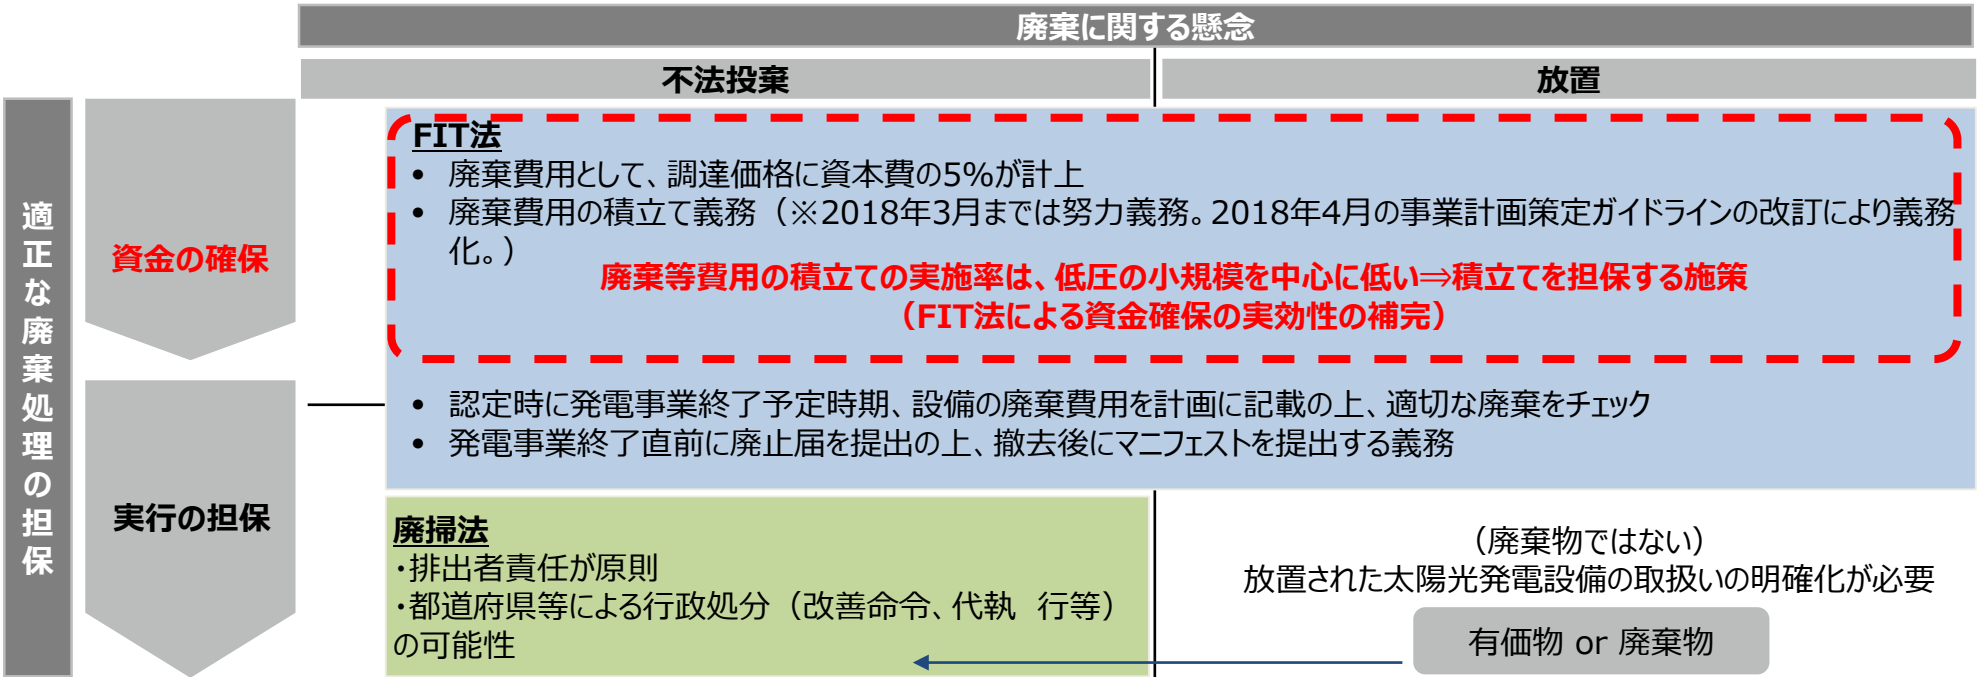 廃棄に関する懸念
不法投棄
放置
適正な廃棄処理の担保
資金の確保
FIT法
• 廃棄費用として、調達価格に資本費の5%が計上
• 廃棄費用の積立て義務（※2018年3月までは努力義務。2018年4月の事業計画策定ガイドラインの改訂により義務
化。）
廃棄等費用の積立ての実施率は、低圧の小規模を中心に低い⇒積立てを担保する施策
（FIT法による資金確保の実効性の補完）
• 認定時に発電事業終了予定時期、設備の廃棄費用を計画に記載の上、適切な廃棄をチェック
• 発電事業終了直前に廃止届を提出の上、撤去後にマニフェストを提出する義務
実行の担保
廃掃法
・排出者責任が原則
・都道府県等による行政処分（改善命令、代執　行等）
の可能性
（廃棄物ではない）
放置された太陽光発電設備の取扱いの明確化が必要
有価物 or 廃棄物